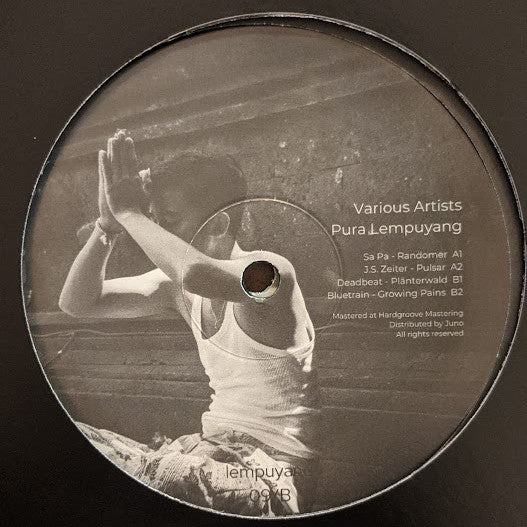 Various Artists
Pura Lempuyang
Sa Pa - Randomer A1
J.S. Zeiter - Pulsar A2
Deadbeat - Plänterwald B1
Bluetrain - Growing Pains B2
Mastered at Hardgroove Mastering
Distributed by Juno
All rights reserved
lempuyang
09/B